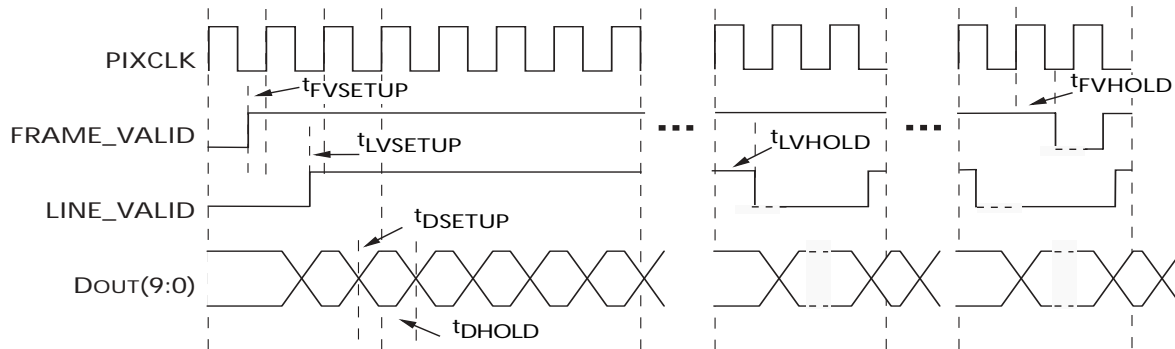 PIXCLK
tFVSETUP
tFVHOLD
FRAME_VALID
tLVSETUP
tLVHOLD
LINE_VALID
tDSETUP
DOUT(9:0)
tDHOLD